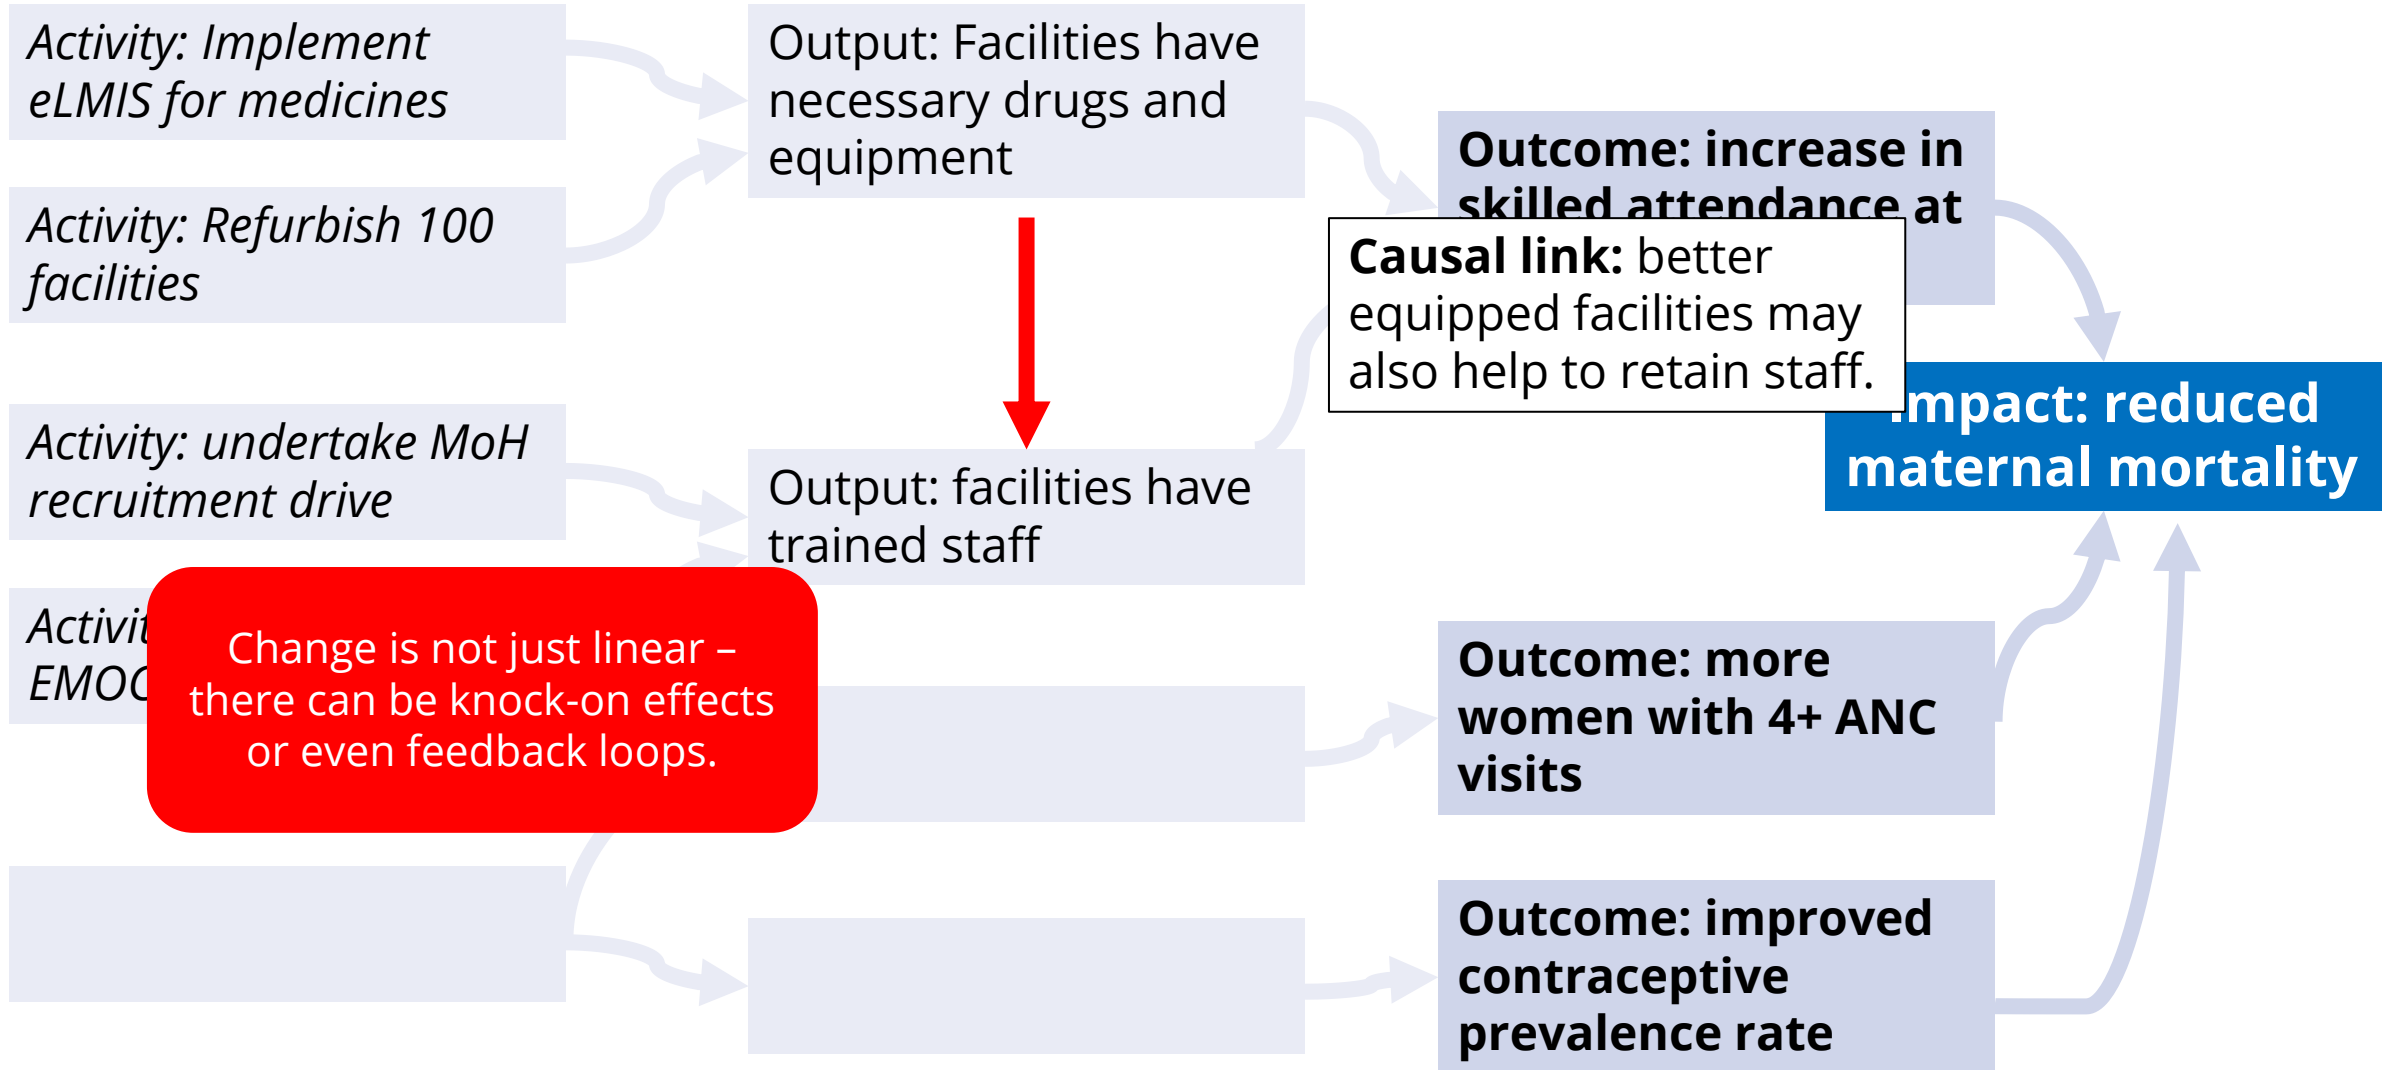 Activity: Implement
eLMIS for medicines
Activity: Refurbish 100
facilities
Activity: undertake MoH
recruitment drive
Output: Facilities have
necessary drugs and
equipment
Output: facilities have
trained staff
Change is not just linear –
there can be knock-on effects
or even feedback loops.
Outcome: increase in
skilled attendance at
Causal link: better
equipped facilities may
also help to retain staff.
Impact: reduced
maternal mortality
Outcome: more
women with 4+ ANC
visits
Outcome: improved
contraceptive
prevalence rate